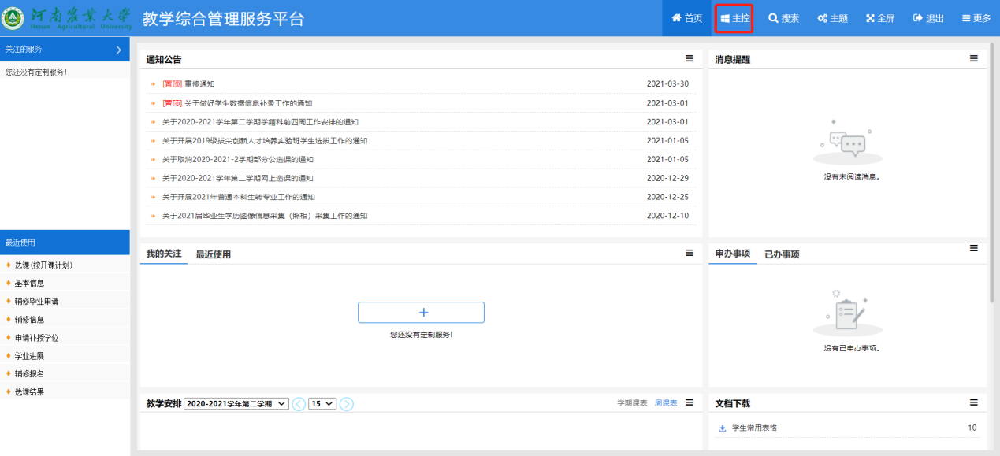 河南农业大学
Henan Agricultural University
教学综合管理服务平台
首页
主控
搜索
主题
全屏
退出
更多
关注的服务
您还没有定制服务!
最近使用
选课(按开课计划)
基本信息
辅修毕业申请
辅修信息
申请补授学位
学业进展
辅修报名
选课结果
通知公告
[置顶] 重修通知 2021-03-30
[置顶] 关于做好学生数据信息补录工作的通知 2021-03-01
关于2020-2021学年第二学期学籍科前四周工作安排的通知 2021-03-01
关于开展2019级拔尖创新人才培养实验班学生选拔工作的通知 2021-01-05
关于取消2020-2021-2学期部分公选课的通知 2021-01-05
关于2020-2021学年第二学期网上选课的通知 2020-12-29
关于开展2021年普通本科生转专业工作的通知 2020-12-25
关于2021届毕业生学历图像信息采集（照相）采集工作的通知 2020-12-10
消息提醒
没有未阅读消息。
我的关注 最近使用
您还没有定制服务!
申办事项 已办事项
没有已申办事项。
教学安排 2020-2021学年第二学期 15 学期课表 周课表
文档下载
学生常用表格 10